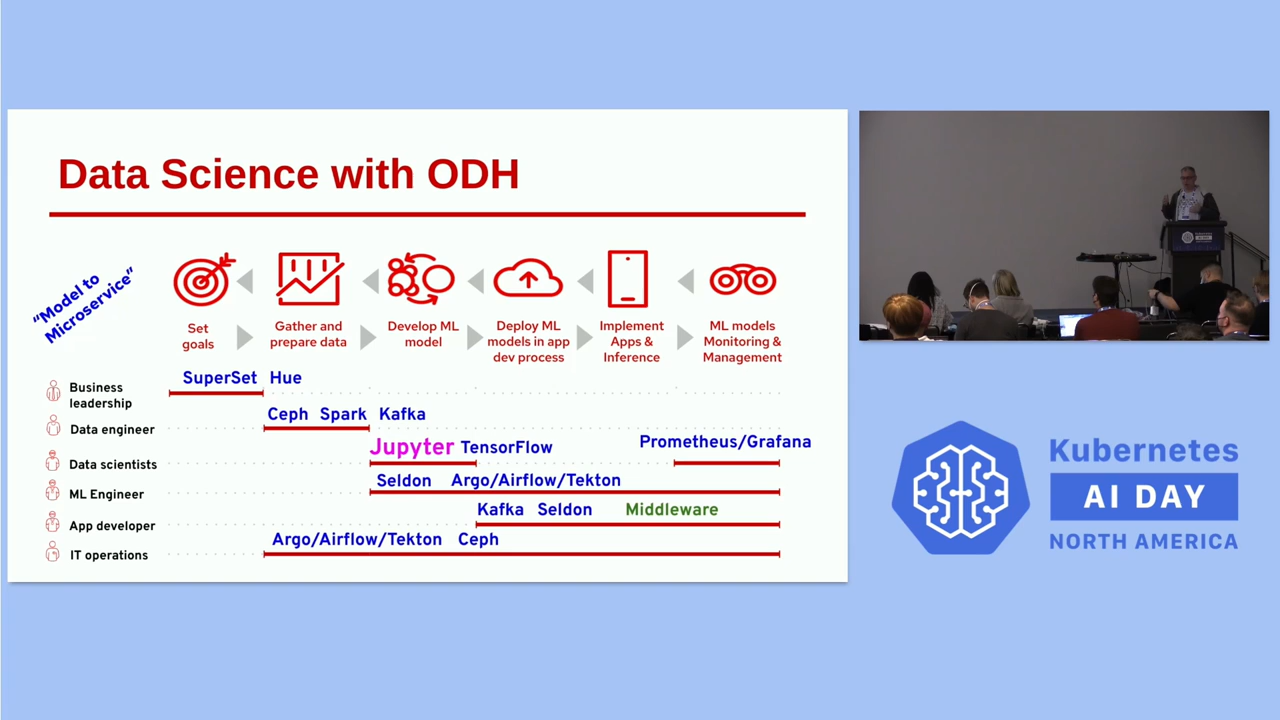 Data Science with ODH
“Model to
Microservice”
Set
goals
Gather and
prepare data
Develop ML
model
Deploy ML
models in app
dev process
Implement
Apps &
Inference
ML models
Monitoring &
Management
Business
leadership
SuperSet Hue
Data engineer
Ceph Spark Kafka
Data scientists
Jupyter TensorFlow
Prometheus/Grafana
ML Engineer
Seldon Argo/Airflow/Tekton
App developer
Kafka Seldon Middleware
IT operations
Argo/Airflow/Tekton Ceph
Kubernetes
AI DAY
NORTH AMERICA